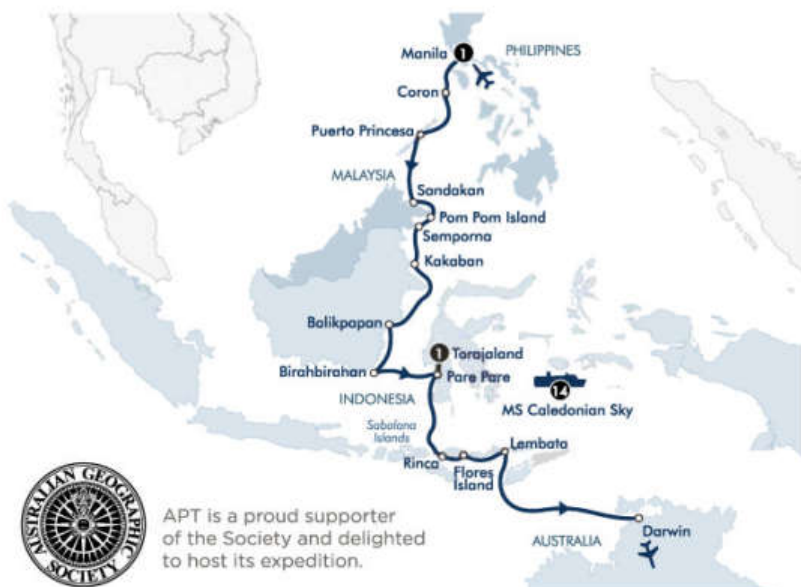 Manila
1
PHILIPPINES
Coron
Puerto Princesa
MALAYSIA
Sandakan
Pom Pom Island
Semporna
Kakaban
Balikpapan
1
Torajaland
Birahbirahan
Pare Pare
14
INDONESIA
MS Caledonian Sky
Sabalana
Islands
Lembata
Rinca
Flores
Island
Darwin
AUSTRALIA
AUSTRALIAN GEOGRAPHIC
SOCIETY
APT is a proud supporter
of the Society and delighted
to host its expedition.